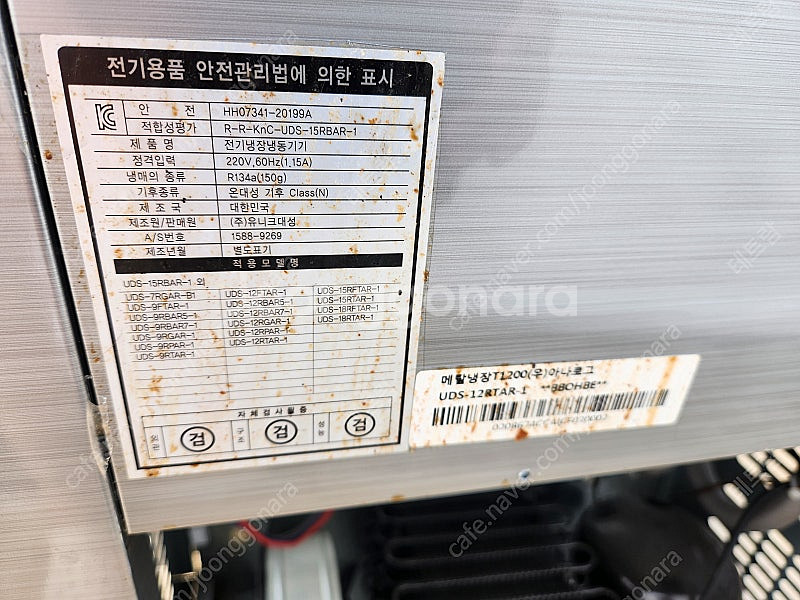 전기용품 안전관리법에 의한 표시
안 전 HH07341-20199A
적합성평가 R-R-KnC-UDS-15RBAR-1
제 품 명 전기냉장냉동기기
정격입력 220V,60Hz(1.15A)
냉매의 종류 R134a(150g)
기후종류 온대성 기후 Class(N)
제 조 국 대한민국
제조원/판매원 (주)유니크대성
A/S번호 1588-9269
제조년월 별도표기
적용모델명
UDS-15RBAR-1 외
UDS-7RGAR-B1 UDS-12FTAR-1 UDS-15RFTAR-1
UDS-9FTAR-1 UDS-12RBAR5-1 UDS-15RTAR-1
UDS-9RBAR5-1 UDS-12RBAR7-1 UDS-18RFTAR-1
UDS-9RBAR7-1 UDS-12RGAR-1 UDS-18RTAR-1
UDS-9RGAR-1 UDS-12RPAR-1
UDS-9RPAR-1 UDS-12RTAR-1
UDS-9RTAR-1
자체검사필증
검 구조 검 성능 검
메탈냉장T1200(우)아나로그
UDS-12RTAR-1 **BBOHBE**
joonggonara
cafe.naver.com/joonggonara